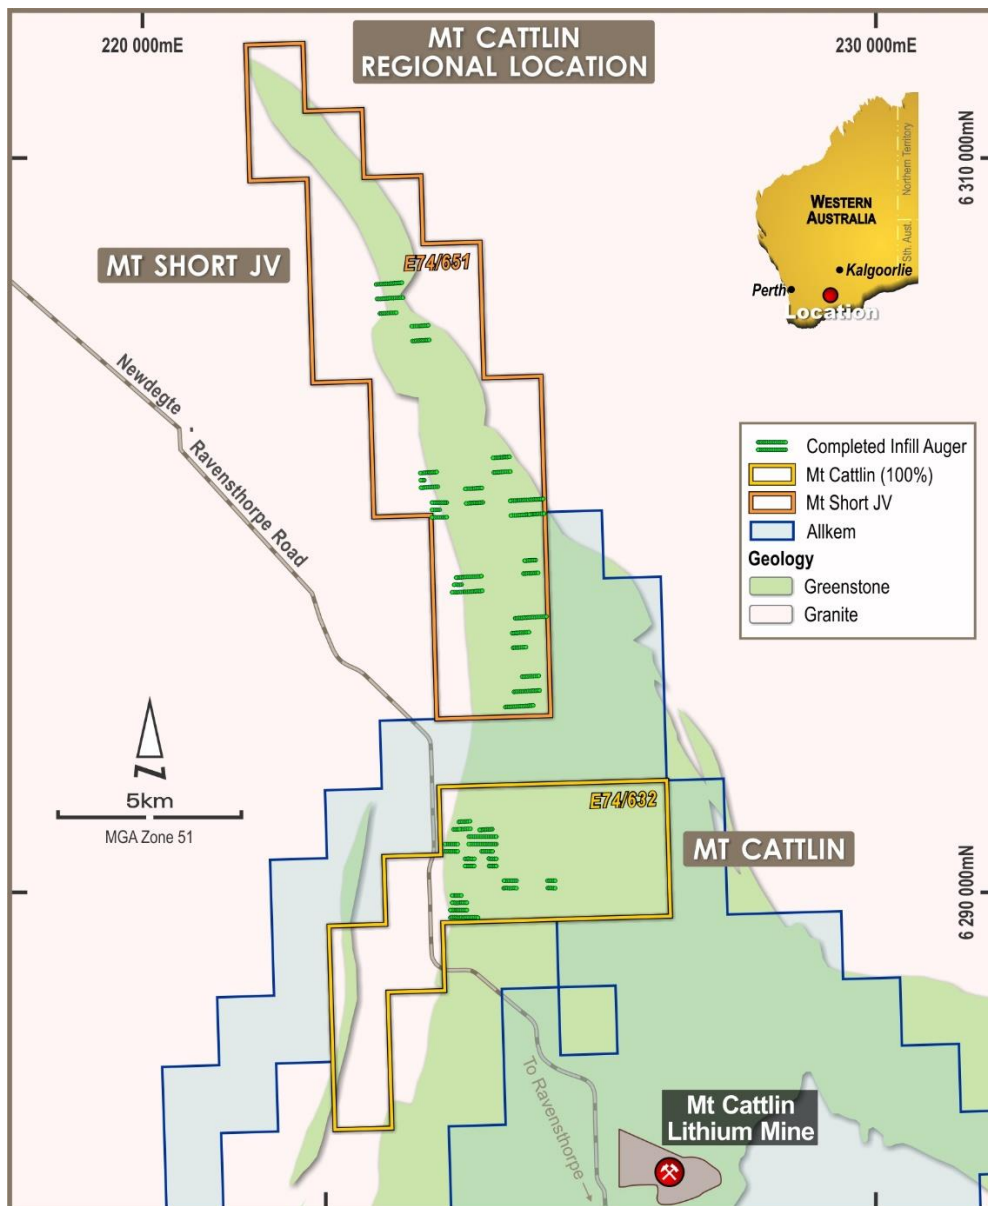 220 000mE
MT CATTLIN
REGIONAL LOCATION
230 000mE
6 310 000mN
Northern Territory
Sth. Aust.
WESTERN
AUSTRALIA
Kalgoorlie
Perth
Location
MT SHORT JV
E74/651
Newdegte - Ravensthorpe Road
Completed Infill Auger
Mt Cattlin (100%)
Mt Short JV
Allkem
Geology
Greenstone
Granite
N
5km
MGA Zone 51
E74/632
MT CATTLIN
6 290 000mN
To Ravensthorpe
Mt Cattlin
Lithium Mine